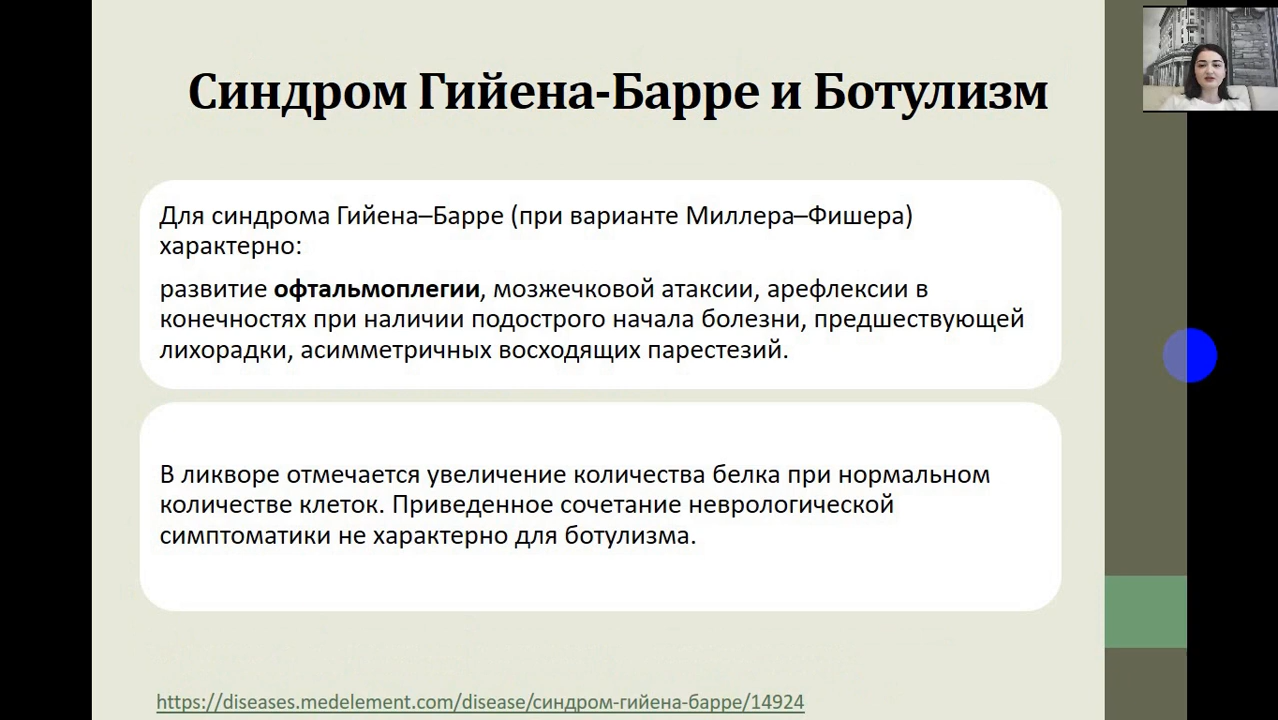 Синдром Гийена-Барре и Ботулизм
Для синдрома Гийена–Барре (при варианте Миллера–Фишера)
характерно:
развитие офтальмоплегии, мозжечковой атаксии, арефлексии в
конечностях при наличии подострого начала болезни, предшествующей
лихорадки, асимметричных восходящих парестезий.
В ликворе отмечается увеличение количества белка при нормальном
количестве клеток. Приведенное сочетание неврологической
симптоматики не характерно для ботулизма.
https://diseases.medelement.com/disease/синдром-гийена-барре/14924